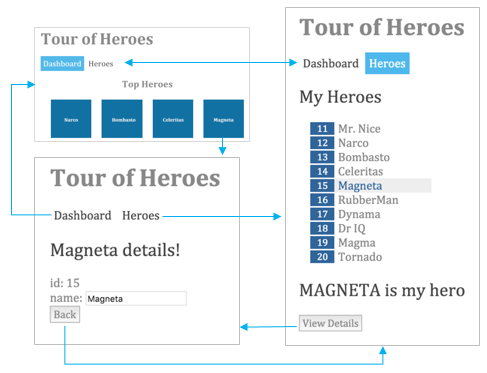 Tour of Heroes
Dashboard Heroes
Top Heroes
Narco Bombasto Celeritas Magneta
Tour of Heroes
Dashboard Heroes
Magneta details!
id: 15
name: Magneta
Back
Tour of Heroes
Dashboard Heroes
My Heroes
11 Mr. Nice
12 Narco
13 Bombasto
14 Celeritas
15 Magneta
16 RubberMan
17 Dynama
18 Dr IQ
19 Magma
20 Tornado
MAGNETA is my hero
View Details